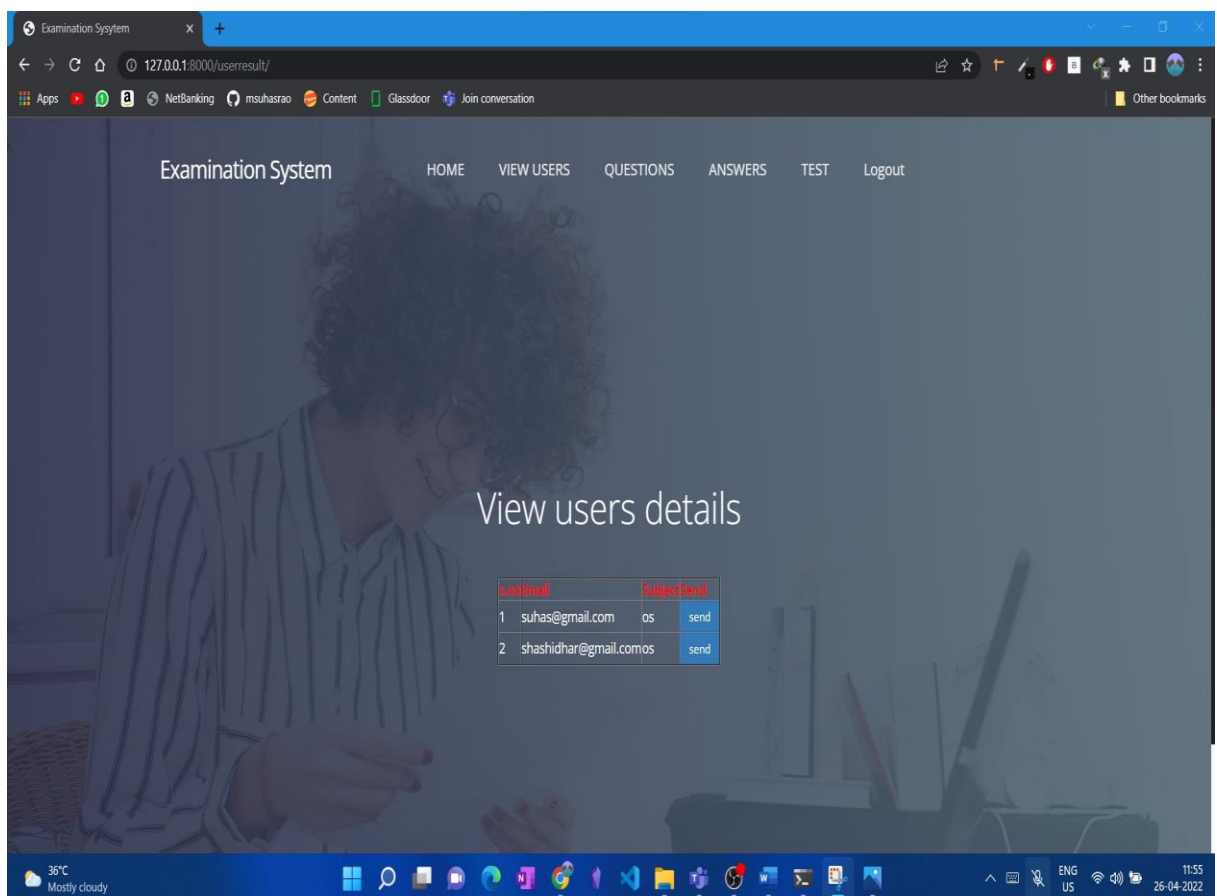 Examination Sysytem
127.0.0.1:8000/userresult/
Apps NetBanking msuhasrao Content Glassdoor Join conversation Other bookmarks
Examination System HOME VIEW USERS QUESTIONS ANSWERS TEST Logout
View users details
s.no Email Subject Send
1 suhas@gmail.com os send
2 shashidhar@gmail.com os send
36°C
Mostly cloudy
ENG
US
11:55
26-04-2022